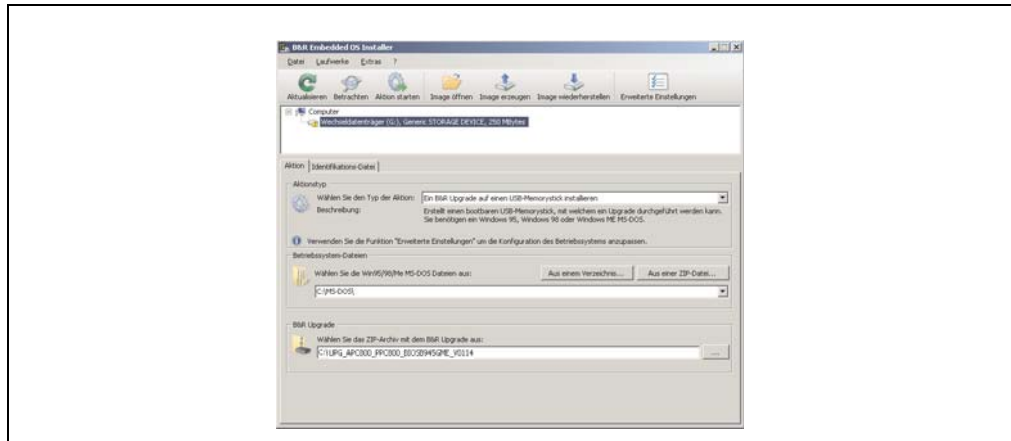 B&R Embedded OS Installer
Datei Laufwerke Extras ?
Aktualisieren Betrachten Aktion starten Image öffnen Image erzeugen Image wiederherstellen Erweiterte Einstellungen
Computer
Wechseldatenträger (G:), Generic STORAGE DEVICE, 250 MBytes
Aktion Identifikations-Datei
Aktionstyp
Wählen Sie den Typ der Aktion: Ein B&R Upgrade auf einen USB-Memorystick installieren
Beschreibung: Erstellt einen bootbaren USB-Memorystick, mit welchem ein Upgrade durchgeführt werden kann.
Sie benötigen ein Windows 95, Windows 98 oder Windows ME MS-DOS.
Verwenden Sie die Funktion "Erweiterte Einstellungen" um die Konfiguration des Betriebssystems anzupassen.
Betriebssystem-Dateien
Wählen Sie die Win95/98/Me MS-DOS Dateien aus: Aus einem Verzeichnis... Aus einer ZIP-Datei...
C:\MS-DOS\
B&R Upgrade
Wählen Sie das ZIP-Archiv mit dem B&R Upgrade aus:
C:\UPG_APC800_PPC800_BIOSB945GME_V0114 ...